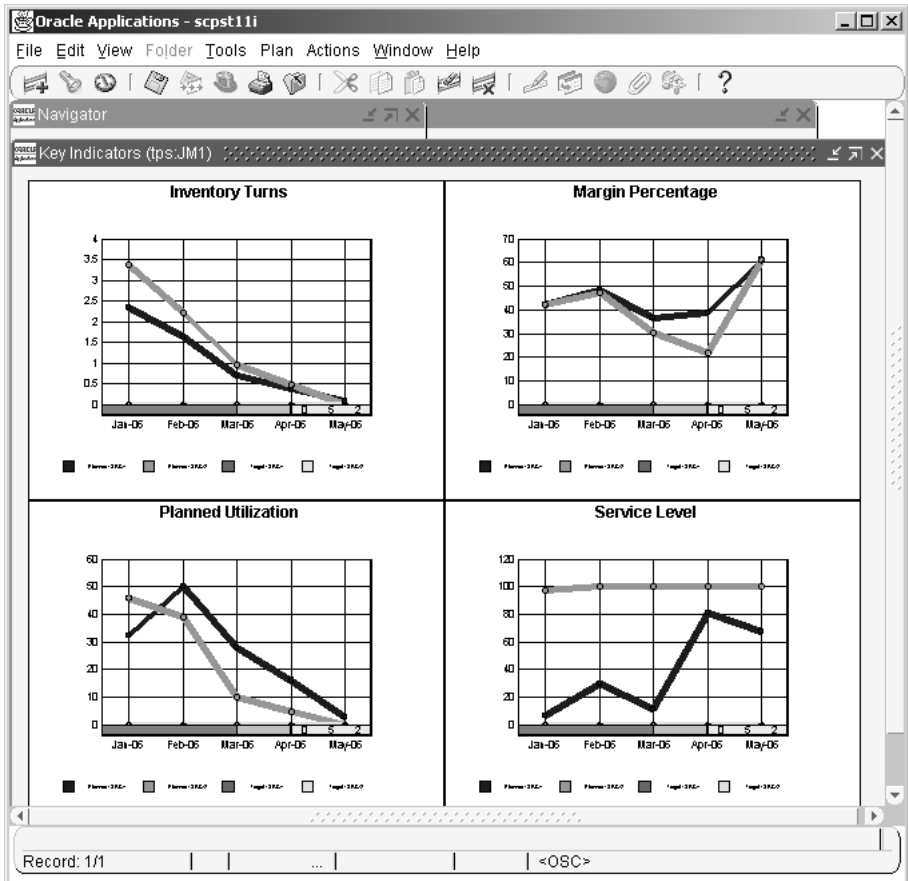 Oracle Applications - scpst11i
File Edit View Folder Tools Plan Actions Window Help
?
Navigator
Key Indicators (tps:JM1)
Inventory Turns
4
3.5
3
2.5
2
1.5
1
0.5
0
0 5 2
Jan-06 Feb-06 Mar-06 Apr-06 May-06
Margin Percentage
70
60
50
40
30
20
10
0
0 5 2
Jan-06 Feb-06 Mar-06 Apr-06 May-06
Planned Utilization
60
50
40
30
20
10
0
0 5 2
Jan-06 Feb-06 Mar-06 Apr-06 May-06
Service Level
120
100
80
60
40
20
0
0 5 2
Jan-06 Feb-06 Mar-06 Apr-06 May-06
Record: 1/1 ... <OSC>